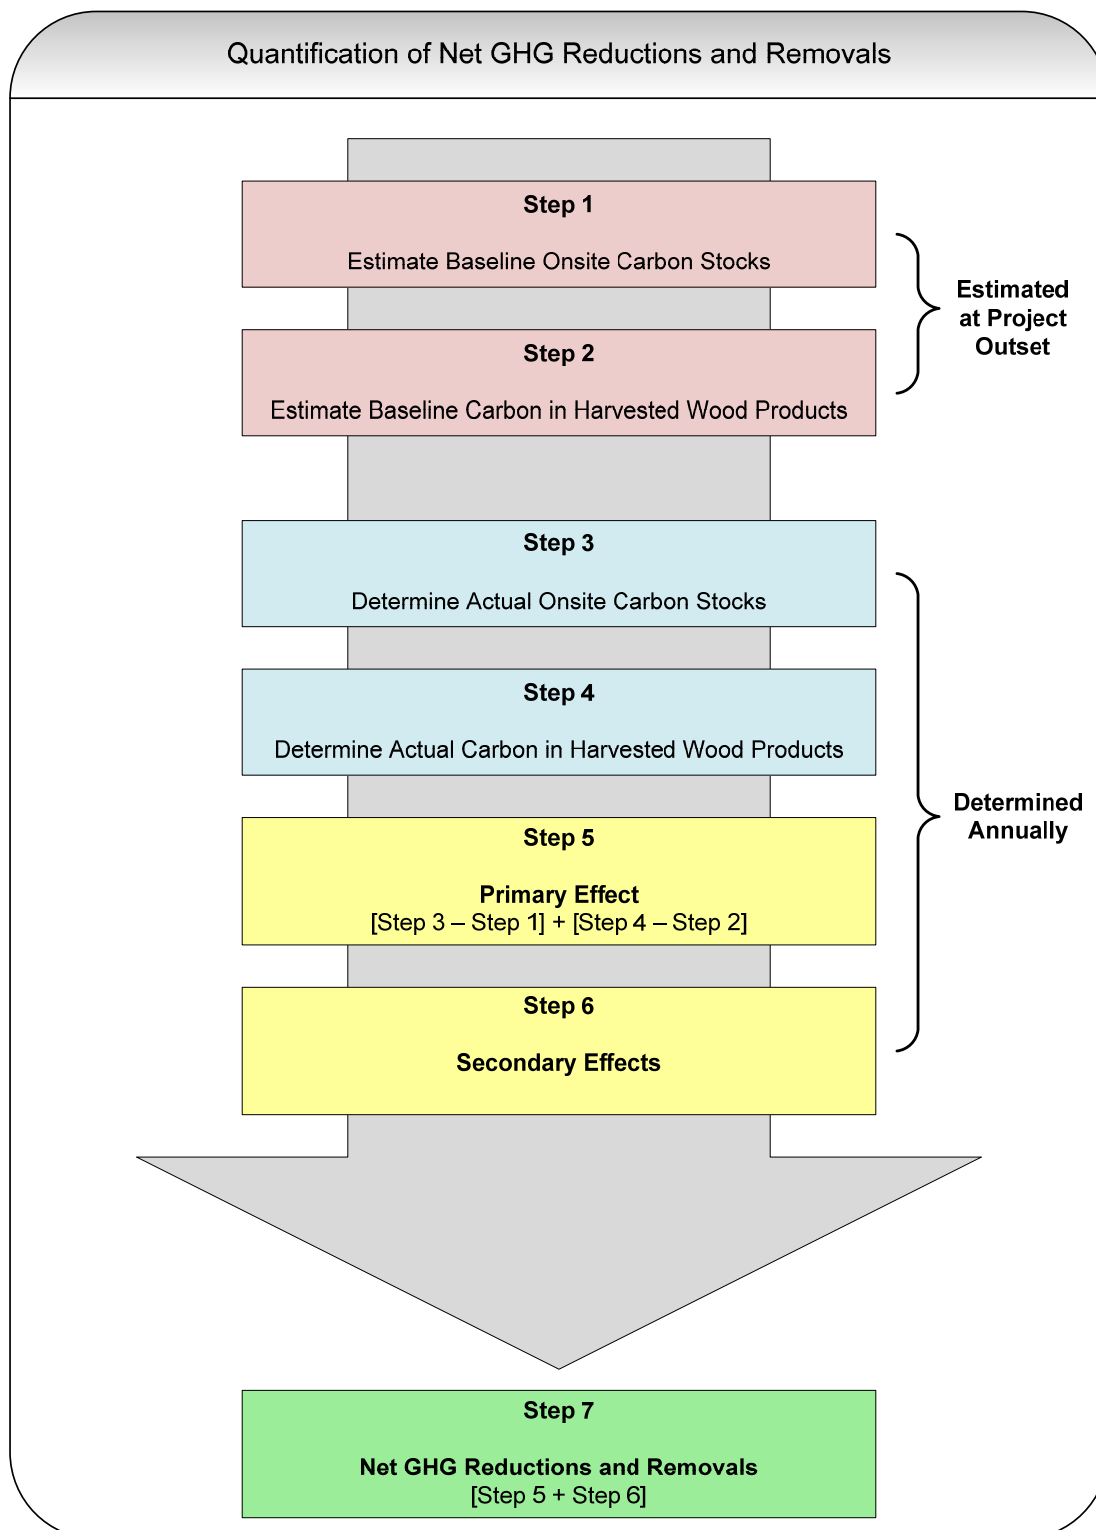 Quantification of Net GHG Reductions and Removals
Step 1
Estimate Baseline Onsite Carbon Stocks
Estimated
at Project
Outset
Step 2
Estimate Baseline Carbon in Harvested Wood Products
Step 3
Determine Actual Onsite Carbon Stocks
Step 4
Determine Actual Carbon in Harvested Wood Products
Determined
Annually
Step 5
Primary Effect
[Step 3 – Step 1] + [Step 4 – Step 2]
Step 6
Secondary Effects
Step 7
Net GHG Reductions and Removals
[Step 5 + Step 6]